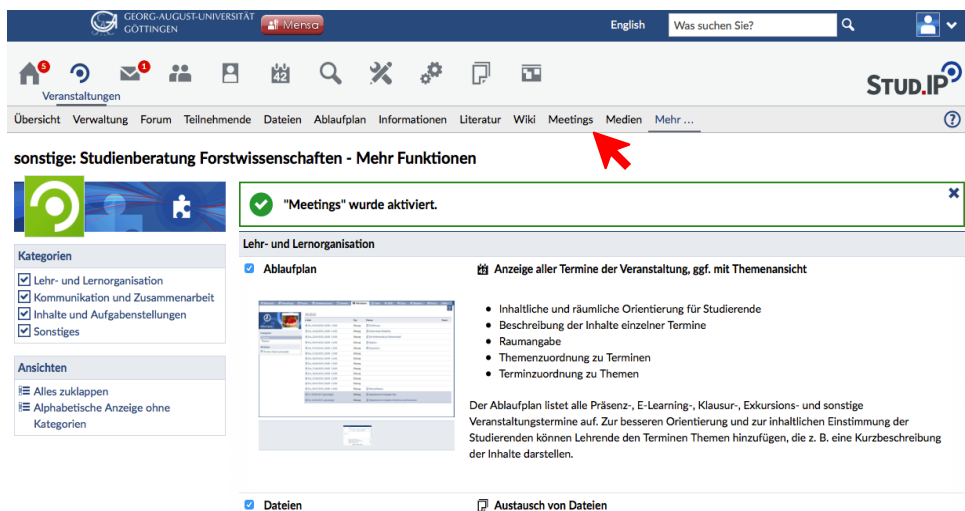 GEORG-AUGUST-UNIVERSITÄT
GÖTTINGEN
Mensa
English
Was suchen Sie?
5
1
42
Veranstaltungen
STUD.IP
Übersicht Verwaltung Forum Teilnehmende Dateien Ablaufplan Informationen Literatur Wiki Meetings Medien Mehr ...
?
sonstige: Studienberatung Forstwissenschaften - Mehr Funktionen
"Meetings" wurde aktiviert.
Lehr- und Lernorganisation
Kategorien
Lehr- und Lernorganisation
Kommunikation und Zusammenarbeit
Inhalte und Aufgabenstellungen
Sonstiges
Ansichten
Alles zuklappen
Alphabetische Anzeige ohne
Kategorien
Ablaufplan
Anzeige aller Termine der Veranstaltung, ggf. mit Themenansicht
• Inhaltliche und räumliche Orientierung für Studierende
• Beschreibung der Inhalte einzelner Termine
• Raumangabe
• Themenzuordnung zu Terminen
• Terminzuordnung zu Themen
Der Ablaufplan listet alle Präsenz-, E-Learning-, Klausur-, Exkursions- und sonstige
Veranstaltungstermine auf. Zur besseren Orientierung und zur inhaltlichen Einstimmung der
Studierenden können Lehrende den Terminen Themen hinzufügen, die z. B. eine Kurzbeschreibung
der Inhalte darstellen.
Dateien
Austausch von Dateien